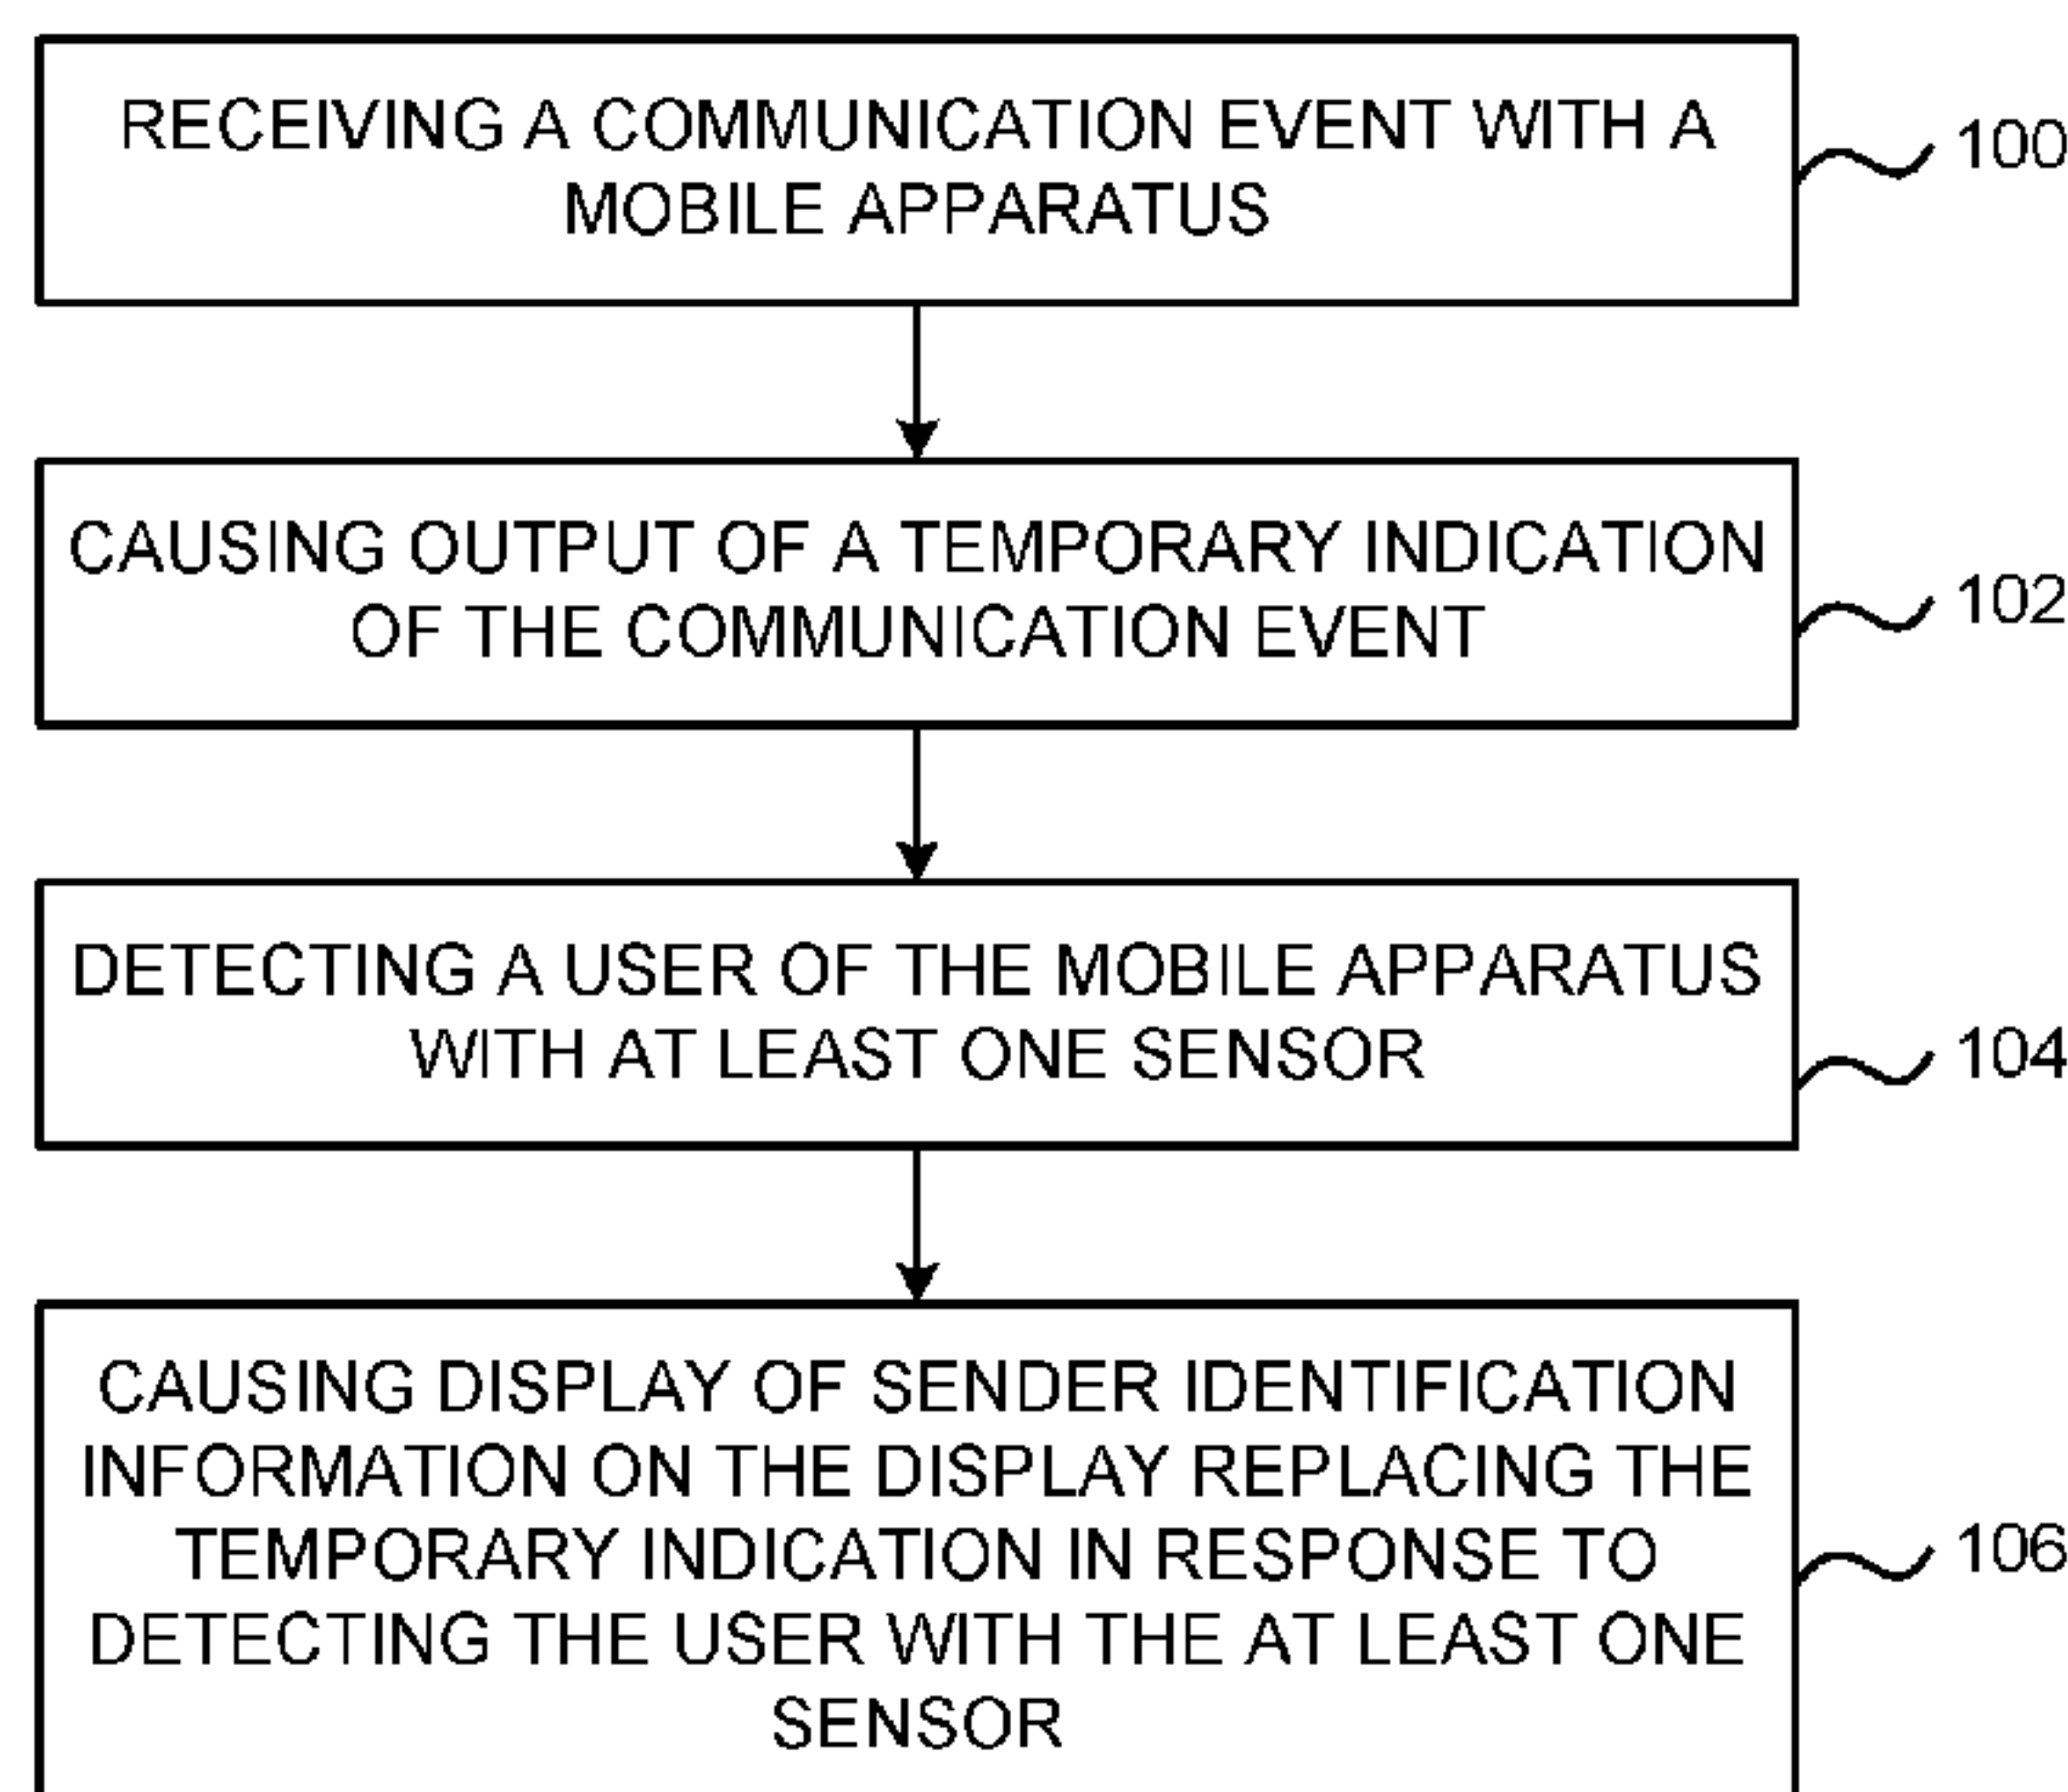 RECEIVING A COMMUNICATION EVENT WITH A
MOBILE APPARATUS
100
CAUSING OUTPUT OF A TEMPORARY INDICATION
OF THE COMMUNICATION EVENT
102
DETECTING A USER OF THE MOBILE APPARATUS
WITH AT LEAST ONE SENSOR
104
CAUSING DISPLAY OF SENDER IDENTIFICATION
INFORMATION ON THE DISPLAY REPLACING THE
TEMPORARY INDICATION IN RESPONSE TO
DETECTING THE USER WITH THE AT LEAST ONE
SENSOR
106